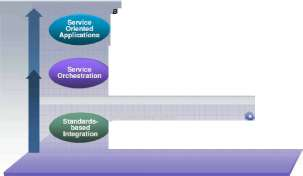 Service
Oriented
Applications
Service
Orchestration
Standards-
based
Integration